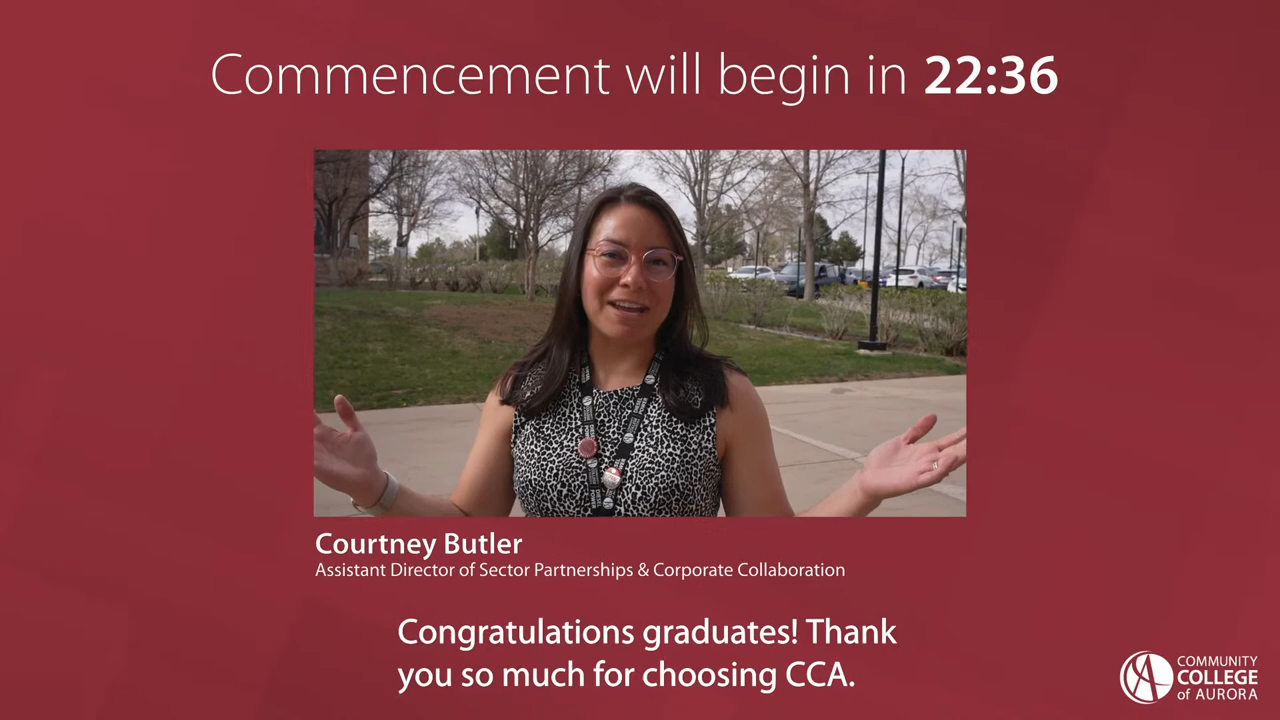 Commencement will begin in 22:36
Courtney Butler
Assistant Director of Sector Partnerships & Corporate Collaboration
Congratulations graduates! Thank
you so much for choosing CCA.
COMMUNITY
COLLEGE
of AURORA